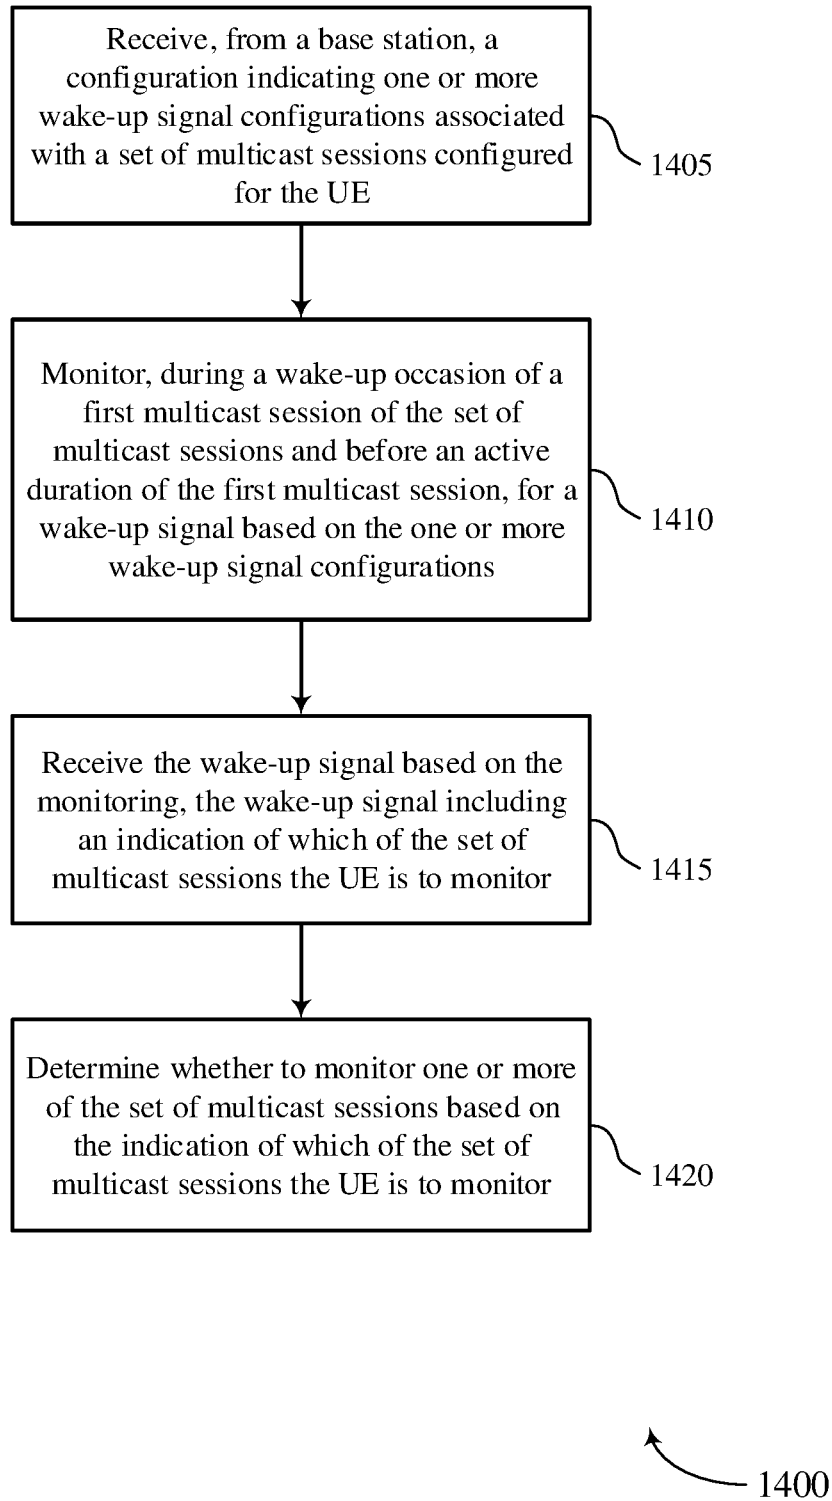 Receive, from a base station, a
configuration indicating one or more
wake-up signal configurations associated
with a set of multicast sessions configured
for the UE
1405
Monitor, during a wake-up occasion of a
first multicast session of the set of
multicast sessions and before an active
duration of the first multicast session, for a
wake-up signal based on the one or more
wake-up signal configurations
1410
Receive the wake-up signal based on the
monitoring, the wake-up signal including
an indication of which of the set of
multicast sessions the UE is to monitor
1415
Determine whether to monitor one or more
of the set of multicast sessions based on
the indication of which of the set of
multicast sessions the UE is to monitor
1420
1400